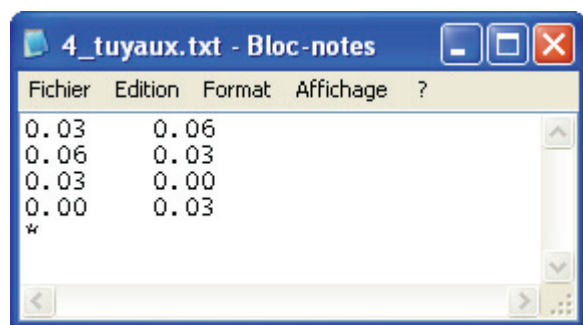 4_tuyaux.txt - Bloc-notes
Fichier Edition Format Affichage ?
0.03 0.06
0.06 0.03
0.03 0.00
0.00 0.03
*